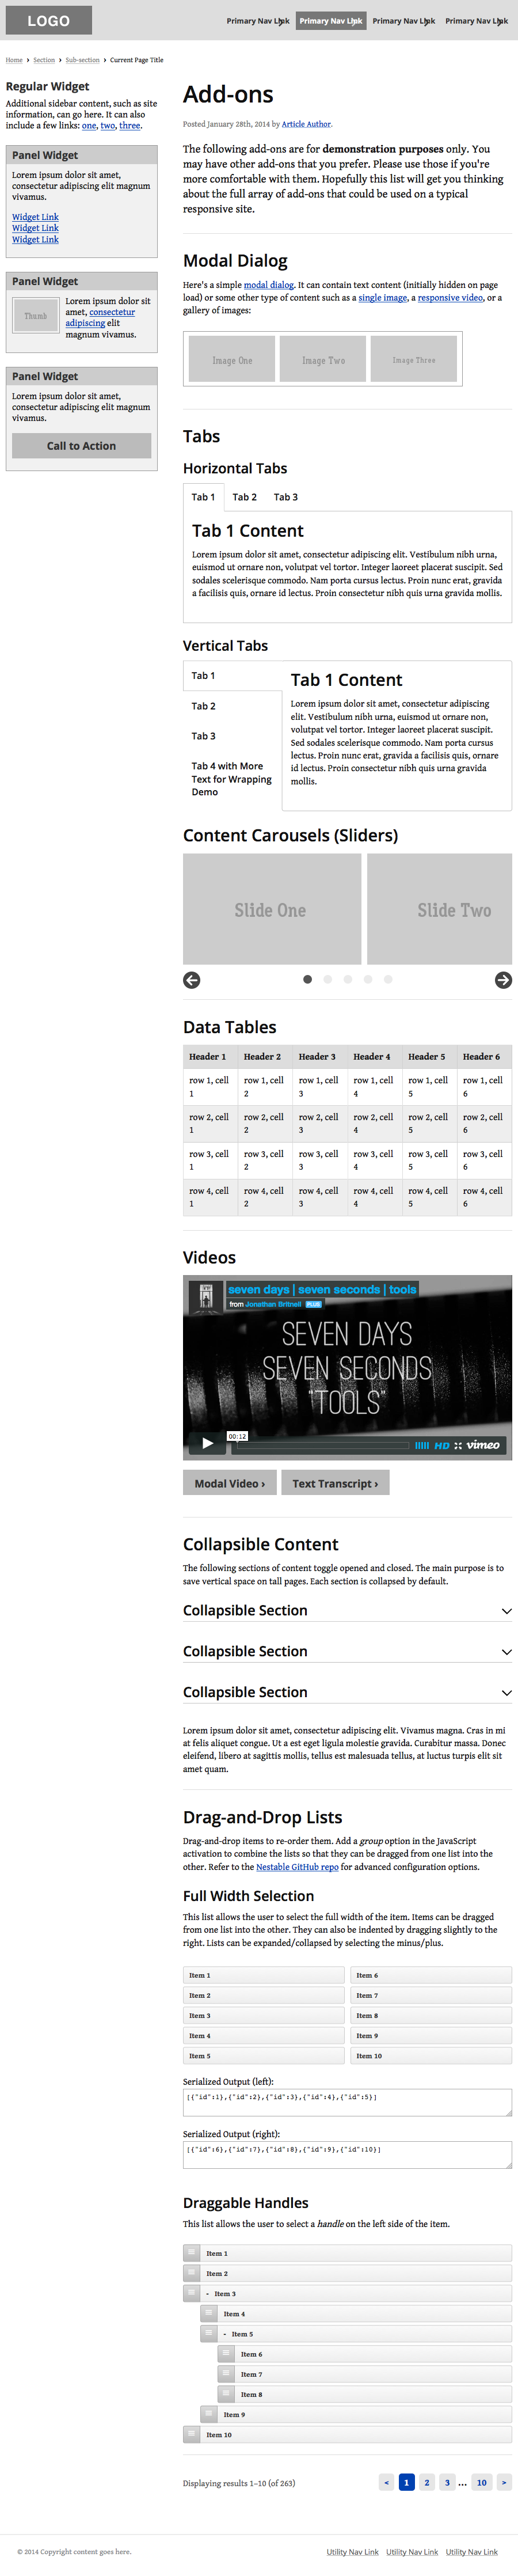 LOGO
Primary Nav Link
Primary Nav Link
Primary Nav Link
Primary Nav Link
Home › Section › Sub-section › Current Page Title
Regular Widget
Additional sidebar content, such as site
information, can go here. It can also
include a few links: one, two, three.
Panel Widget
Lorem ipsum dolor sit amet,
consectetur adipiscing elit magnum
vivamus.
Widget Link
Widget Link
Widget Link
Panel Widget
Thumb
Lorem ipsum dolor sit
amet, consectetur
adipiscing elit
magnum vivamus.
Panel Widget
Lorem ipsum dolor sit amet,
consectetur adipiscing elit magnum
vivamus.
Call to Action
Add-ons
Posted January 28th, 2014 by Article Author.
The following add-ons are for demonstration purposes only. You
may have other add-ons that you prefer. Please use those if you're
more comfortable with them. Hopefully this list will get you thinking
about the full array of add-ons that could be used on a typical
responsive site.
Modal Dialog
Here's a simple modal dialog. It can contain text content (initially hidden on page
load) or some other type of content such as a single image, a responsive video, or a
gallery of images:
Image One
Image Two
Image Three
Tabs
Horizontal Tabs
Tab 1 Tab 2 Tab 3
Tab 1 Content
Lorem ipsum dolor sit amet, consectetur adipiscing elit. Vestibulum nibh urna,
euismod ut ornare non, volutpat vel tortor. Integer laoreet placerat suscipit. Sed
sodales scelerisque commodo. Nam porta cursus lectus. Proin nunc erat, gravida
a facilisis quis, ornare id lectus. Proin consectetur nibh quis urna gravida mollis.
Vertical Tabs
Tab 1
Tab 2
Tab 3
Tab 4 with More
Text for Wrapping
Demo
Tab 1 Content
Lorem ipsum dolor sit amet, consectetur adipiscing
elit. Vestibulum nibh urna, euismod ut ornare non,
volutpat vel tortor. Integer laoreet placerat suscipit.
Sed sodales scelerisque commodo. Nam porta cursus
lectus. Proin nunc erat, gravida a facilisis quis, ornare
id lectus. Proin consectetur nibh quis urna gravida
mollis.
Content Carousels (Sliders)
Slide One
Slide Two
Data Tables
Header 1 Header 2 Header 3 Header 4 Header 5 Header 6
row 1, cell row 1, cell row 1, cell row 1, cell row 1, cell row 1, cell
1 2 3 4 5 6
row 2, cell row 2, cell row 2, cell row 2, cell row 2, cell row 2, cell
1 2 3 4 5 6
row 3, cell row 3, cell row 3, cell row 3, cell row 3, cell row 3, cell
1 2 3 4 5 6
row 4, cell row 4, cell row 4, cell row 4, cell row 4, cell row 4, cell
1 2 3 4 5 6
Videos
seven days | seven seconds | tools
from Jonathan Britnell PLUS
SEVEN DAYS
SEVEN SECONDS
"TOOLS"
00:12
HD vimeo
Modal Video ›
Text Transcript ›
Collapsible Content
The following sections of content toggle opened and closed. The main purpose is to
save vertical space on tall pages. Each section is collapsed by default.
Collapsible Section
Collapsible Section
Collapsible Section
Lorem ipsum dolor sit amet, consectetur adipiscing elit. Vivamus magna. Cras in mi
at felis aliquet congue. Ut a est eget ligula molestie gravida. Curabitur massa. Donec
eleifend, libero at sagittis mollis, tellus est malesuada tellus, at luctus turpis elit sit
amet quam.
Drag-and-Drop Lists
Drag-and-drop items to re-order them. Add a group option in the JavaScript
activation to combine the lists so that they can be dragged from one list into the
other. Refer to the Nestable GitHub repo for advanced configuration options.
Full Width Selection
This list allows the user to select the full width of the item. Items can be dragged
from one list into the other. They can also be indented by dragging slightly to the
right. Lists can be expanded/collapsed by selecting the minus/plus.
Item 1
Item 2
Item 3
Item 4
Item 5
Item 6
Item 7
Item 8
Item 9
Item 10
Serialized Output (left):
[{"id":1},{"id":2},{"id":3},{"id":4},{"id":5}]
Serialized Output (right):
[{"id":6},{"id":7},{"id":8},{"id":9},{"id":10}]
Draggable Handles
This list allows the user to select a handle on the left side of the item.
Item 1
Item 2
- Item 3
Item 4
- Item 5
Item 6
Item 7
Item 8
Item 9
Item 10
Displaying results 1–10 (of 263)
< 1 2 3 ... 10 >
© 2014 Copyright content goes here.
Utility Nav Link Utility Nav Link Utility Nav Link